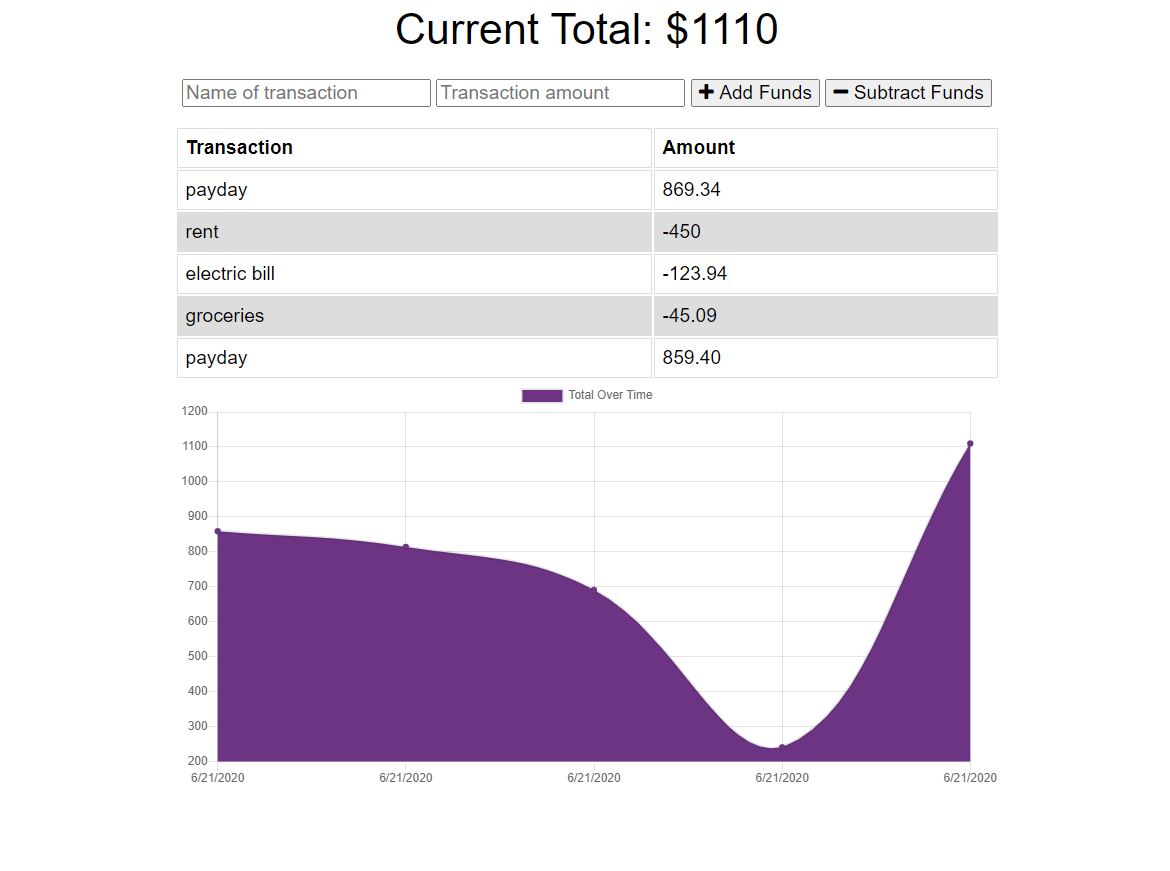 Current Total: $1110
Name of transaction Transaction amount Add Funds Subtract Funds
Transaction Amount
payday 869.34
rent -450
electric bill -123.94
groceries -45.09
payday 859.40
Total Over Time
1200
1100
1000
900
800
700
600
500
400
300
200
6/21/2020 6/21/2020 6/21/2020 6/21/2020 6/21/2020